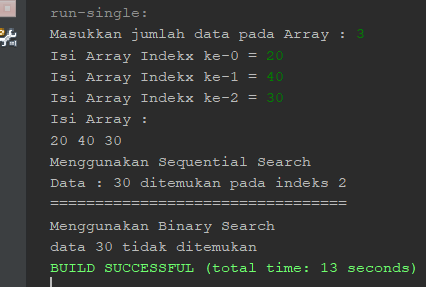 run-single:
Masukkan jumlah data pada Array : 3
Isi Array Indekx ke-0 = 20
Isi Array Indekx ke-1 = 40
Isi Array Indekx ke-2 = 30
Isi Array :
20 40 30
Menggunakan Sequential Search
Data : 30 ditemukan pada indeks 2
=================================
Menggunakan Binary Search
data 30 tidak ditemukan
BUILD SUCCESSFUL (total time: 13 seconds)